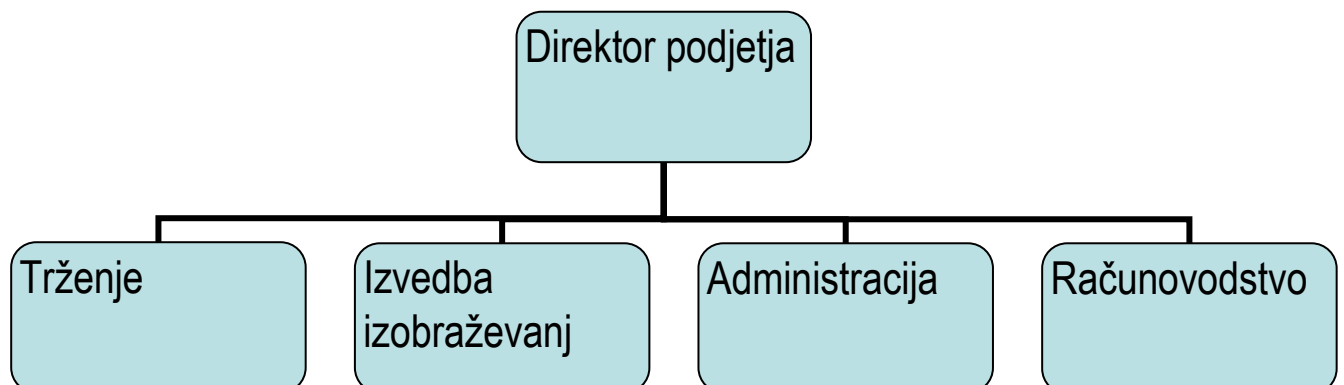 Direktor podjetja
Trženje
Izvedba
izobraževanj
Administracija
Računovodstvo